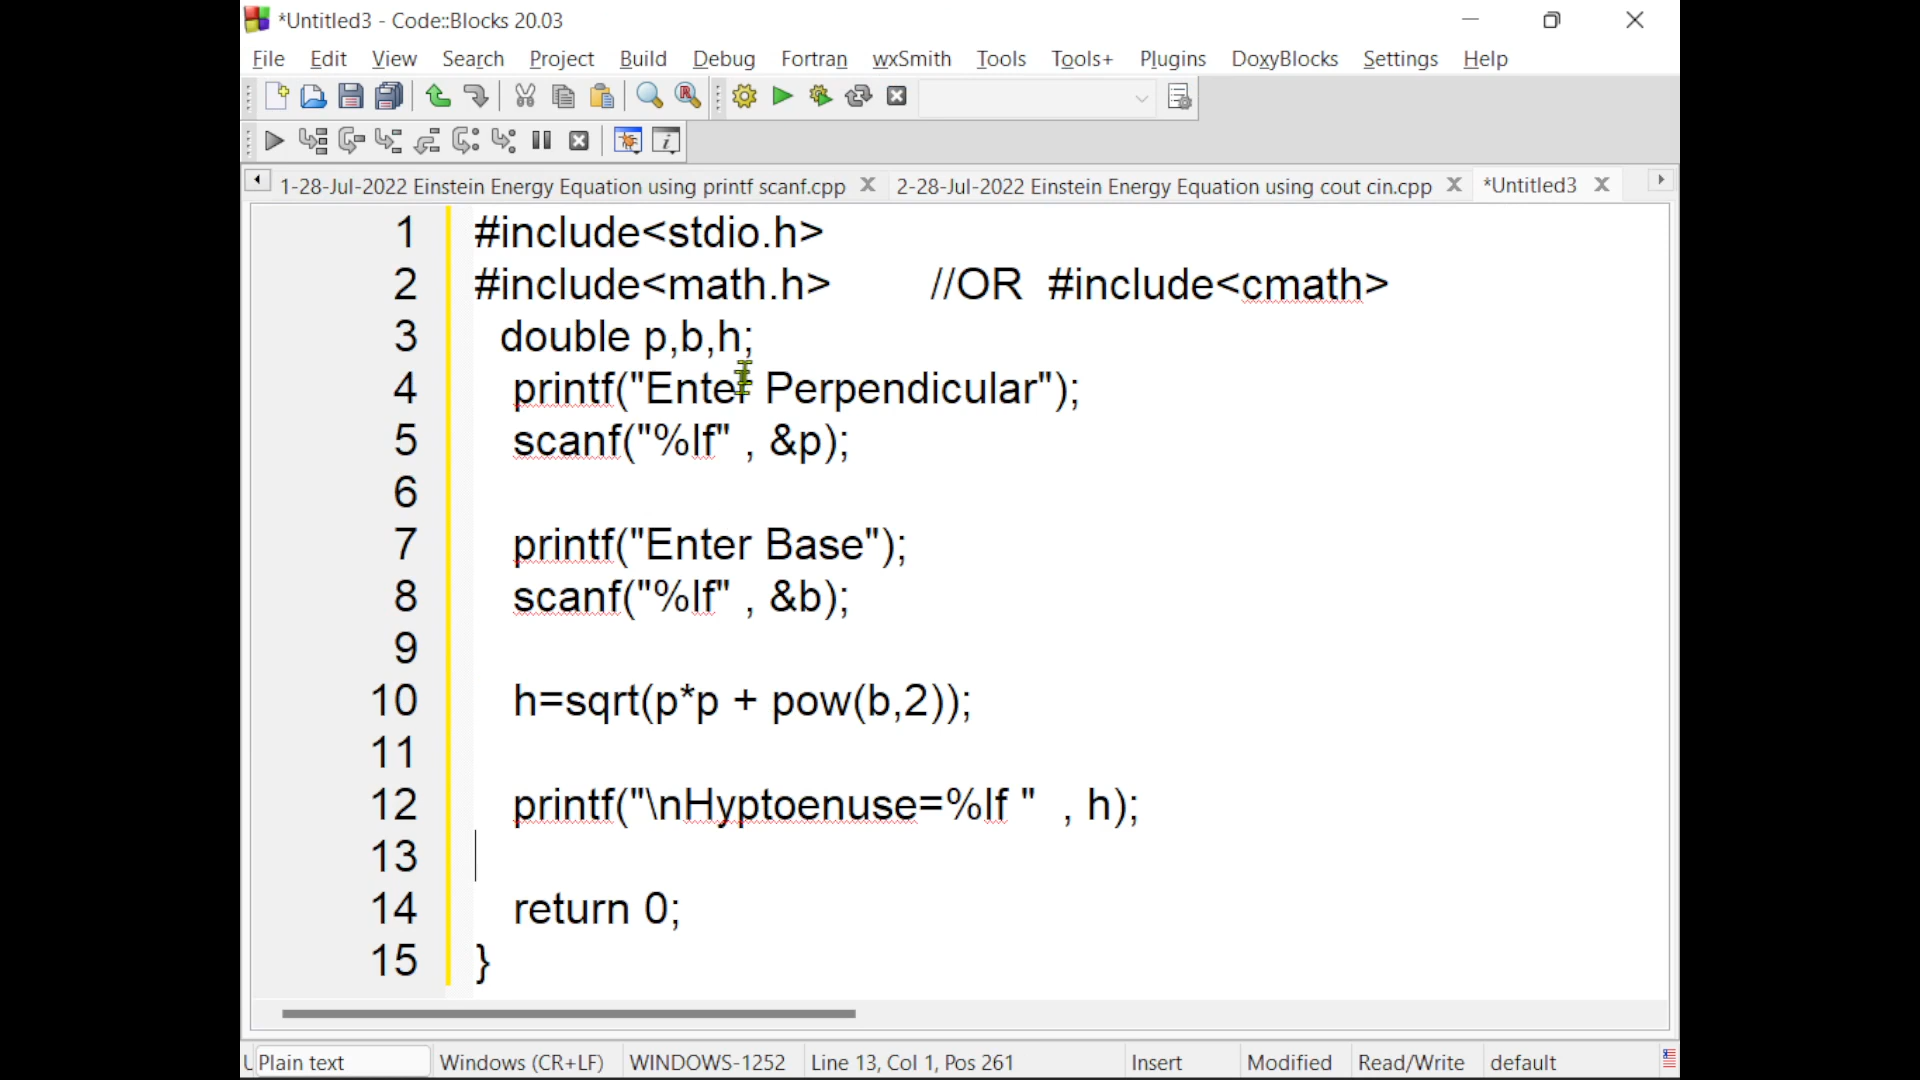 *Untitled3 - Code::Blocks 20.03
File Edit View Search Project Build Debug Fortran wxSmith Tools Tools+ Plugins DoxyBlocks Settings Help
1-28-Jul-2022 Einstein Energy Equation using printf scanf.cpp 2-28-Jul-2022 Einstein Energy Equation using cout cin.cpp *Untitled3
1 #include<stdio.h>
2 #include<math.h> //OR #include<cmath>
3 double p,b,h;
4 printf("Enter Perpendicular");
5 scanf("%lf" , &p);
6
7 printf("Enter Base");
8 scanf("%lf" , &b);
9
10 h=sqrt(p*p + pow(b,2));
11
12 printf("\nHyptoenuse=%lf " , h);
13
14 return 0;
15 }
Plain text Windows (CR+LF) WINDOWS-1252 Line 13, Col 1, Pos 261 Insert Modified Read/Write default